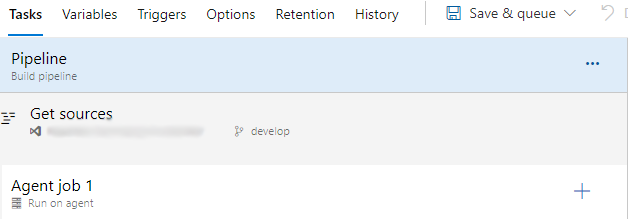 Tasks Variables Triggers Options Retention History Save & queue
Pipeline
Build pipeline
Get sources
develop
Agent job 1
Run on agent